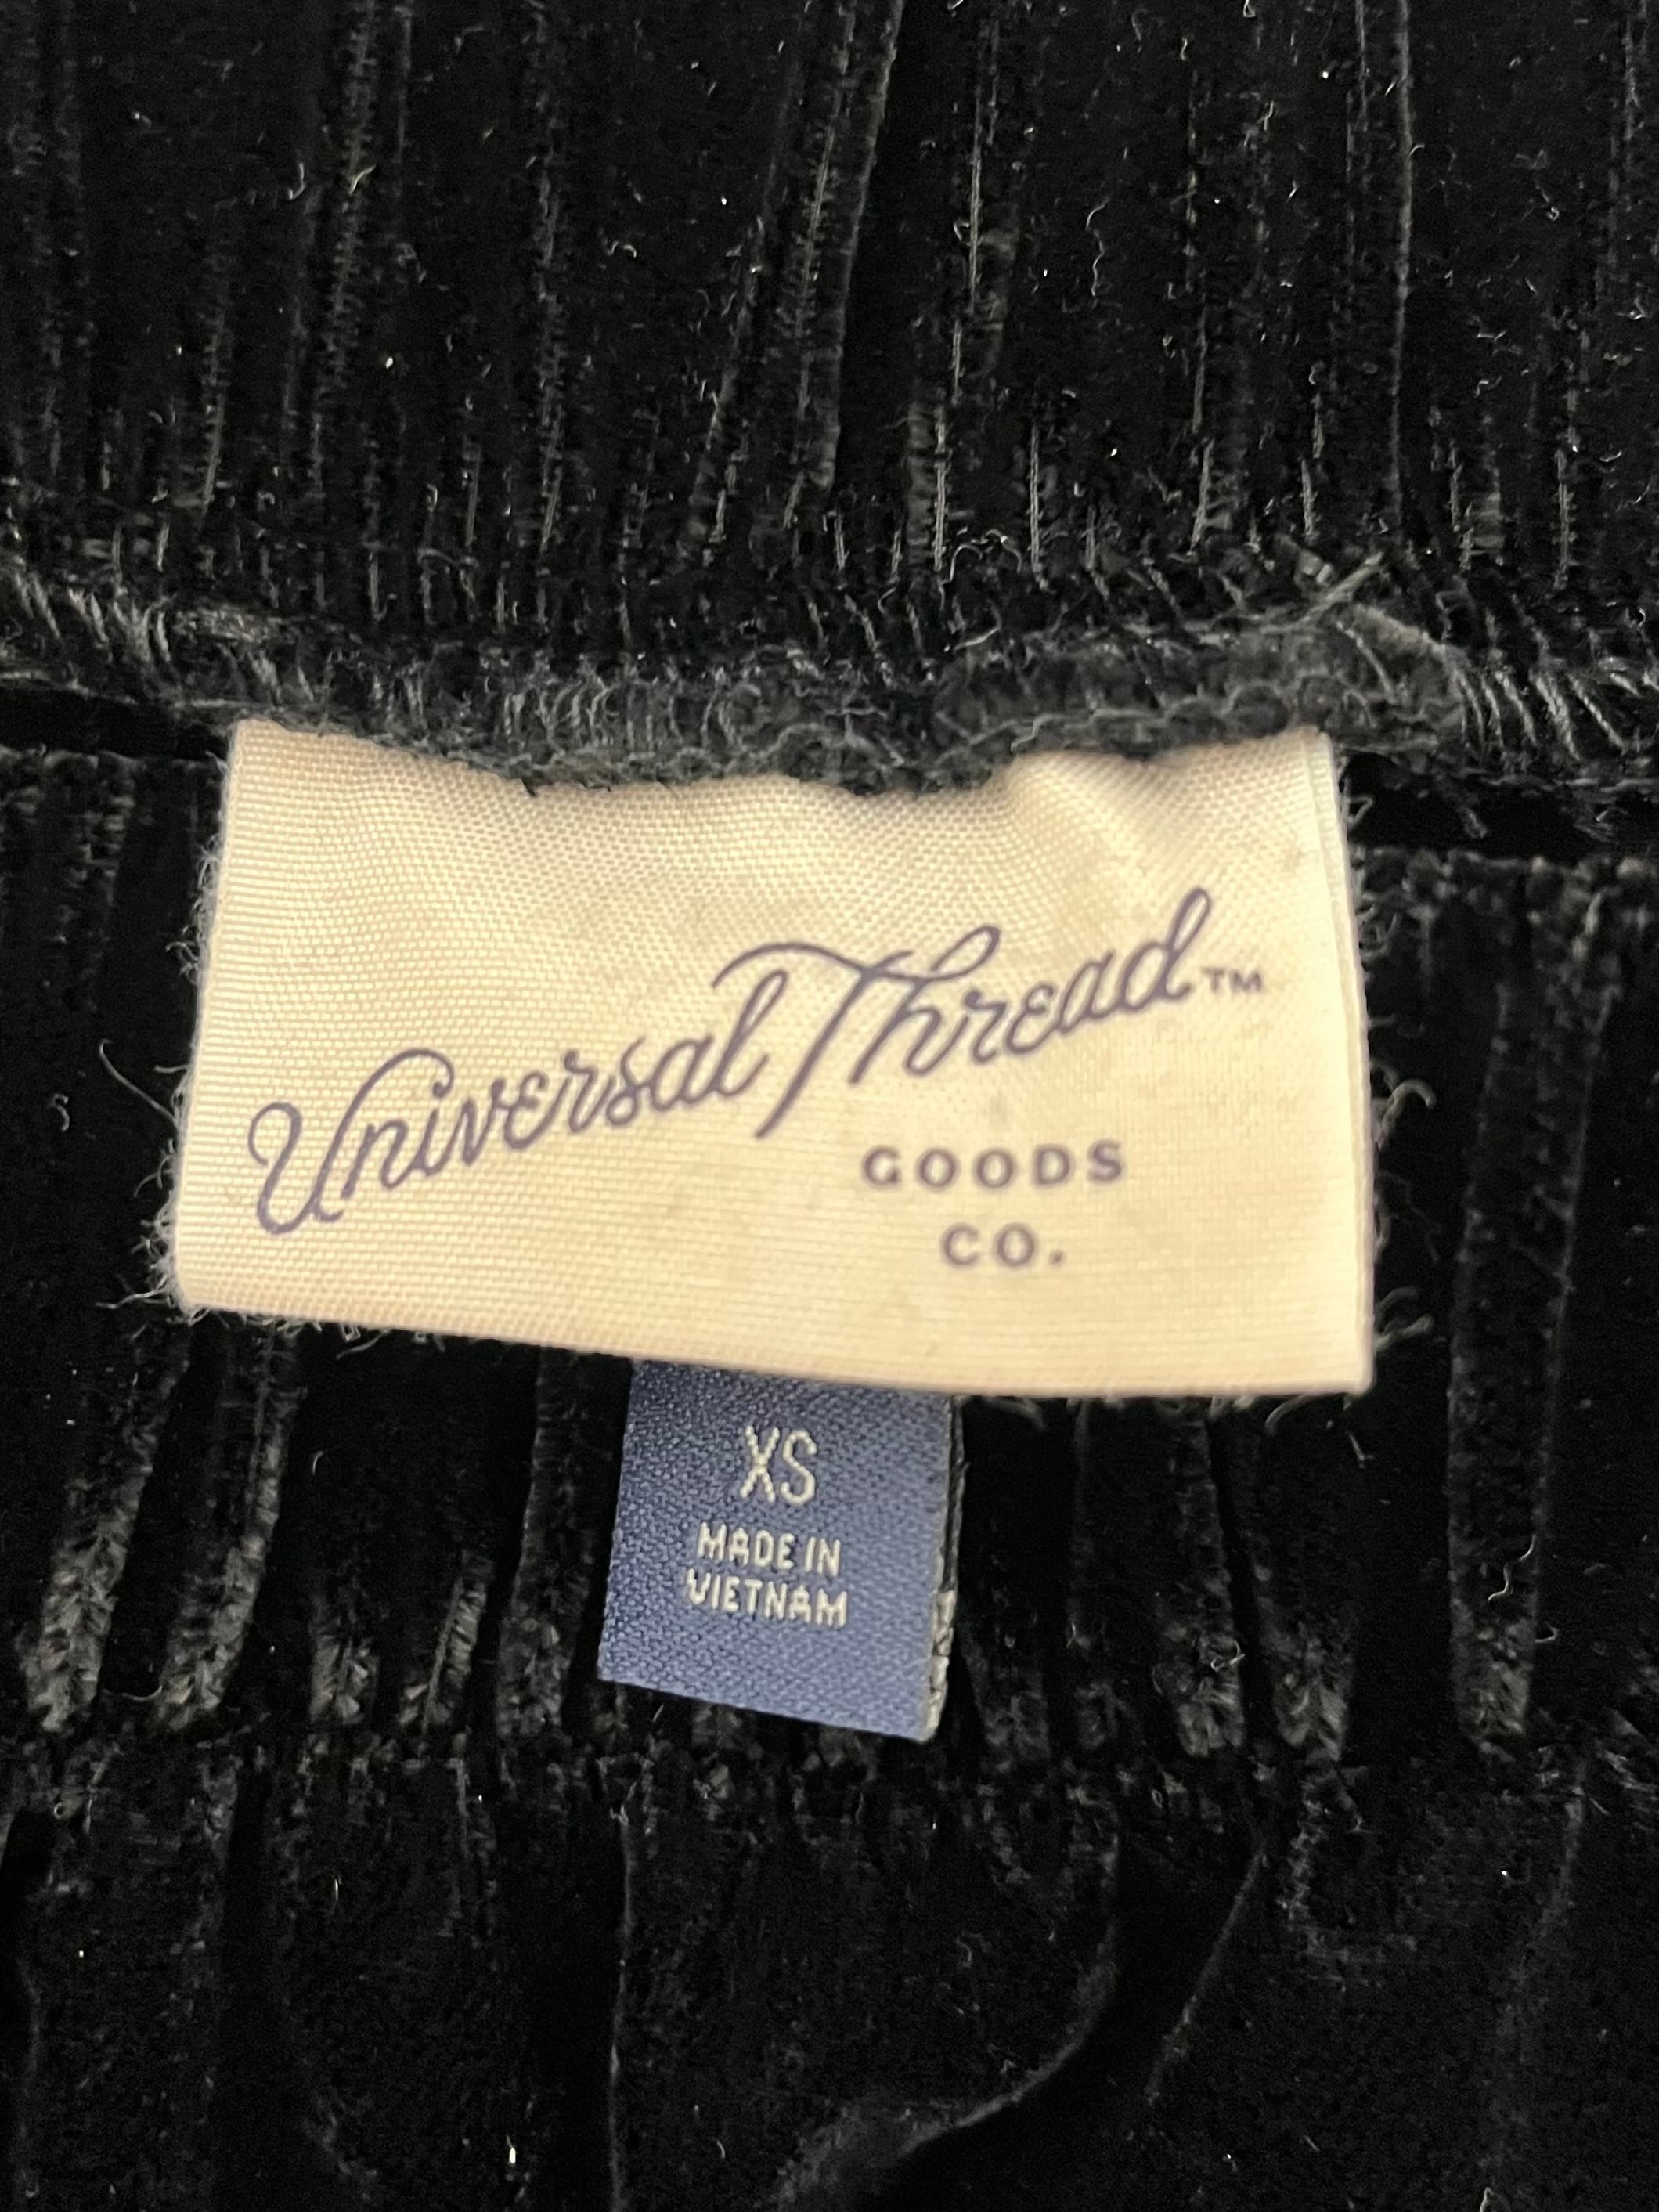 Universal Thread™
GOODS
CO.
XS
MADE IN
VIETNAM